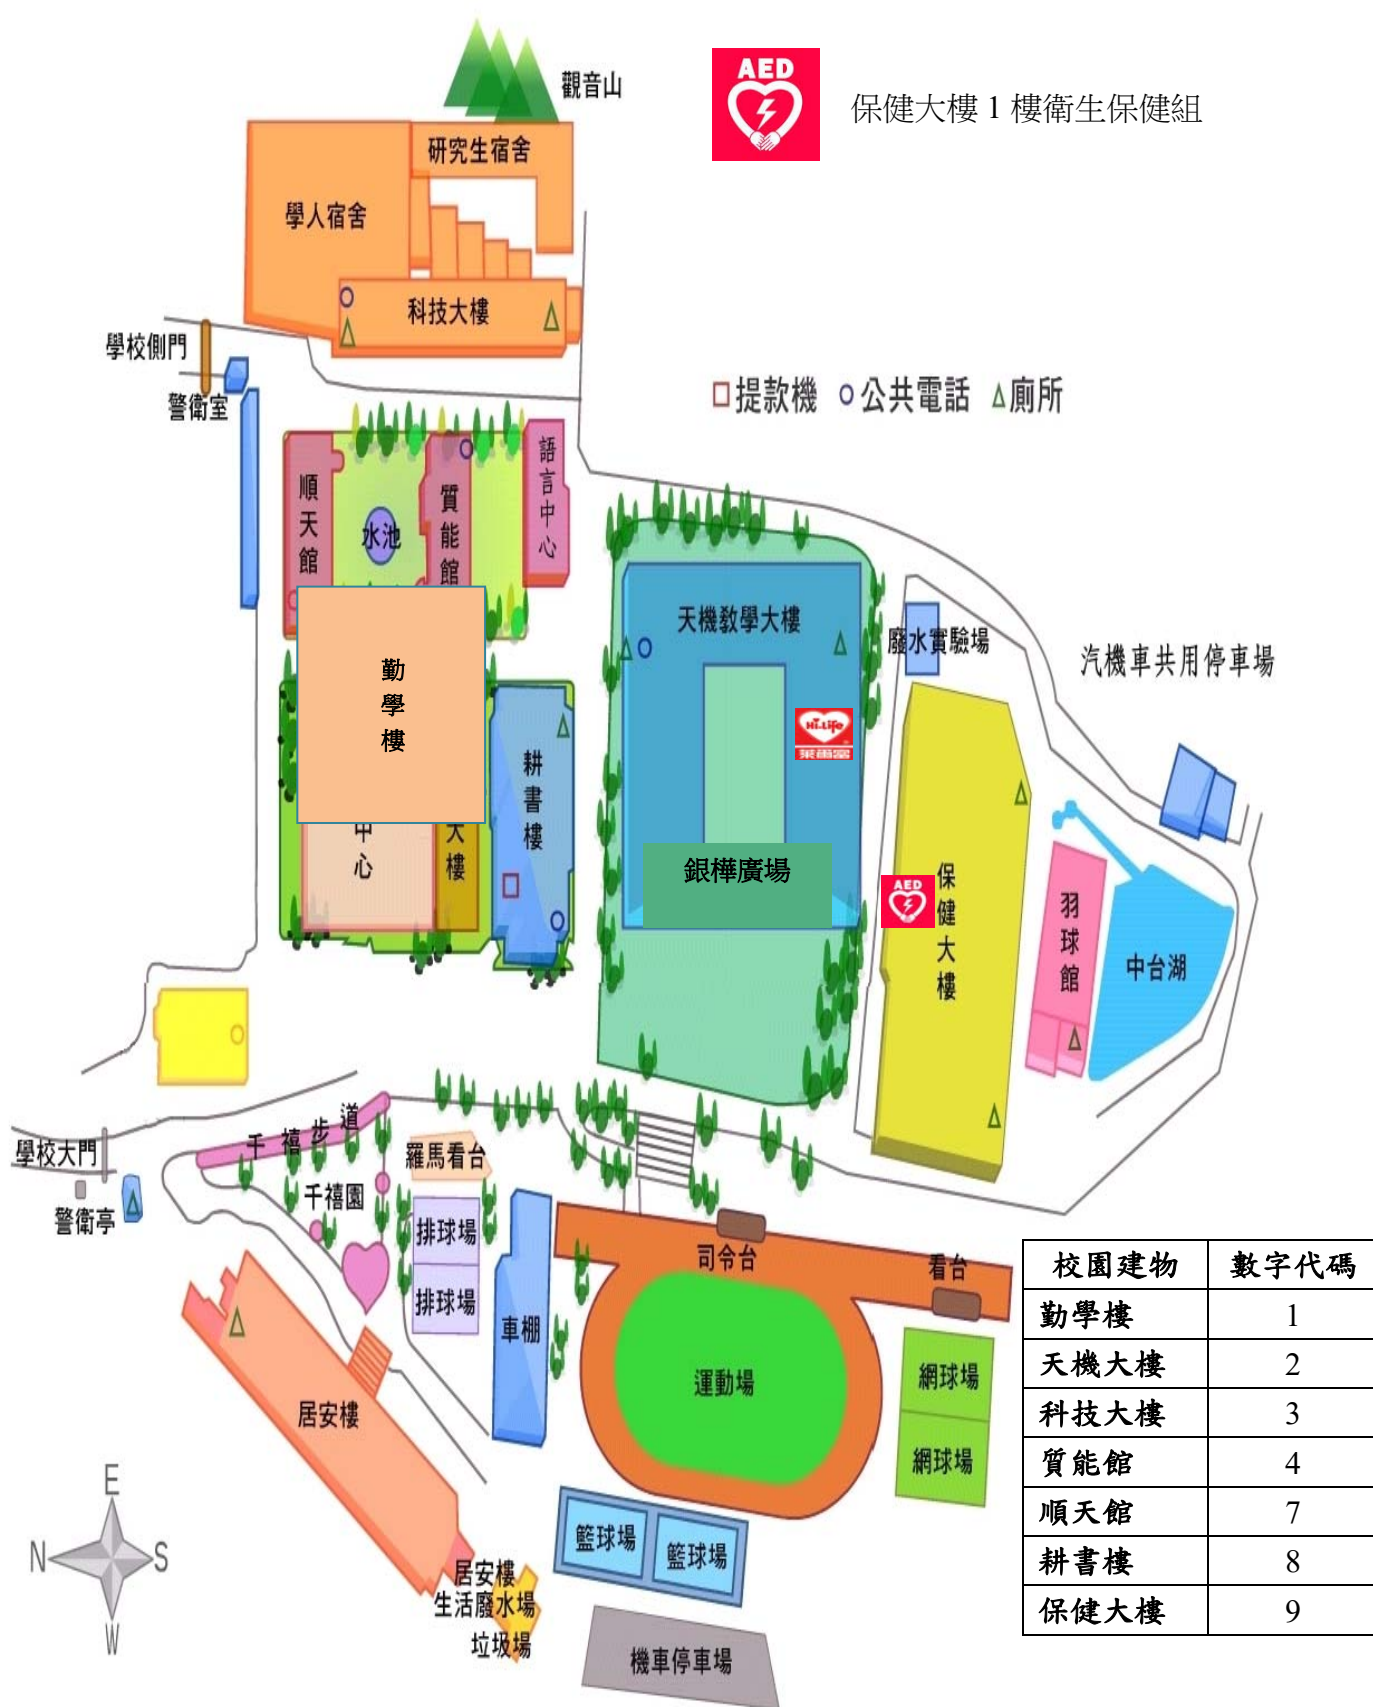 觀音山
AED
保健大樓 1 樓衛生保健組
研究生宿舍
學人宿舍
科技大樓
學校側門
警衛室
提款機 公共電話 廁所
順天館
水池
質能館
語言中心
天機教學大樓
廢水實驗場
汽機車共用停車場
勤學樓
Hi-Life
萊爾富
耕書樓
中心
大樓
銀樺廣場
AED
保健大樓
羽球館
中台湖
千禧步道
學校大門
羅馬看台
警衛亭
千禧園
排球場
排球場
車棚
司令台
看台
運動場
網球場
網球場
居安樓
籃球場
籃球場
居安樓
生活廢水場
垃圾場
機車停車場
E
N S
W
校園建物 數字代碼
勤學樓 1
天機大樓 2
科技大樓 3
質能館 4
順天館 7
耕書樓 8
保健大樓 9